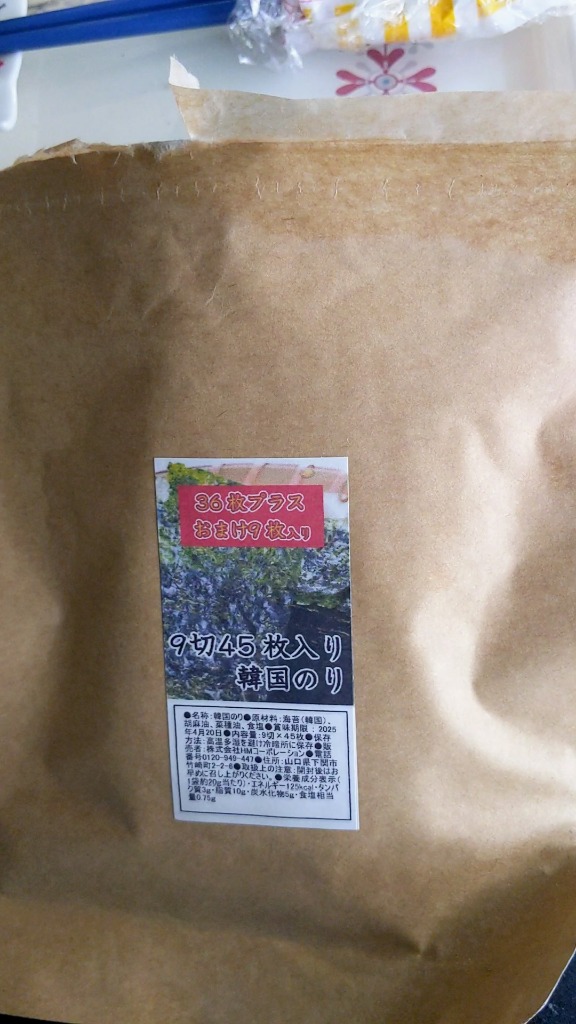 36枚プラス
おまけ9枚入り
9切45枚入り
韓国のり
●名称:韓国のり●原材料:海苔(韓国)、
胡麻油、菜種油、食塩●賞味期限:2025
年4月20日●内容量:9切×45枚●保存
方法:高温多湿を避け冷暗所に保存●販
売者:株式会社HMコーポレーション●電話
番号0120-949-447●住所:山口県下関市
竹崎町2-2-8●取扱上の注意:開封後はお
早めに召し上がりください。●栄養成分表示(
1袋約20g当たり)・エネルギー125kcal・タンパ
ク質3g・脂質10g・炭水化物5g・食塩相当
量0.75g